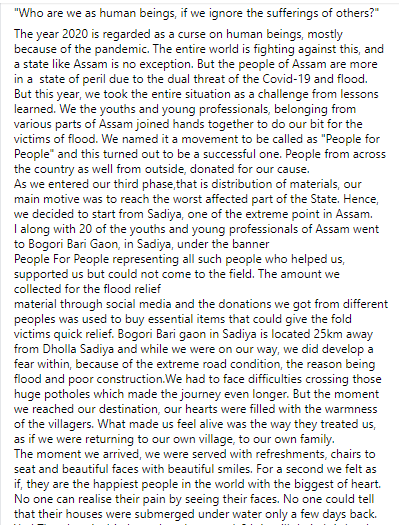 "Who are we as human beings, if we ignore the sufferings of others?"
The year 2020 is regarded as a curse on human beings, mostly
because of the pandemic. The entire world is fighting against this, and
a state like Assam is no exception. But the people of Assam are more
in a state of peril due to the dual threat of the Covid-19 and flood.
But this year, we took the entire situation as a challenge from lessons
learned. We the youths and young professionals, belonging from
various parts of Assam joined hands together to do our bit for the
victims of flood. We named it a movement to be called as "People for
People" and this turned out to be a successful one. People from across
the country as well from outside, donated for our cause.
As we entered our third phase,that is distribution of materials, our
main motive was to reach the worst affected part of the State. Hence,
we decided to start from Sadiya, one of the extreme point in Assam.
I along with 20 of the youths and young professionals of Assam went
to Bogori Bari Gaon, in Sadiya, under the banner
People For People representing all such people who helped us,
supported us but could not come to the field. The amount we
collected for the flood relief
material through social media and the donations we got from different
peoples was used to buy essential items that could give the fold
victims quick relief. Bogori Bari gaon in Sadiya is located 25km away
from Dholla Sadiya and while we were on our way, we did develop a
fear within, because of the extreme road condition, the reason being
flood and poor construction.We had to face difficulties crossing those
huge potholes which made the journey even longer. But the moment
we reached our destination, our hearts were filled with the warmness
of the villagers. What made us feel alive was the way they treated us,
as if we were returning to our own village, to our own family.
The moment we arrived, we were served with refreshments, chairs to
seat and beautiful faces with beautiful smiles. For a second we felt as
if, they are the happiest people in the world with the biggest of heart.
No one can realise their pain by seeing their faces. No one could tell
that their houses were submerged under water only a few days back.